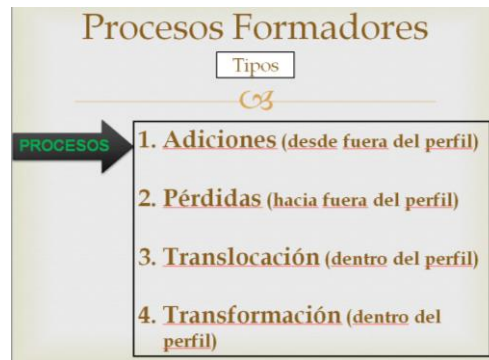 Procesos Formadores
Tipos
PROCESOS
1. Adiciones (desde fuera del perfil)
2. Pérdidas (hacia fuera del perfil)
3. Translocación (dentro del perfil)
4. Transformación (dentro del
perfil)